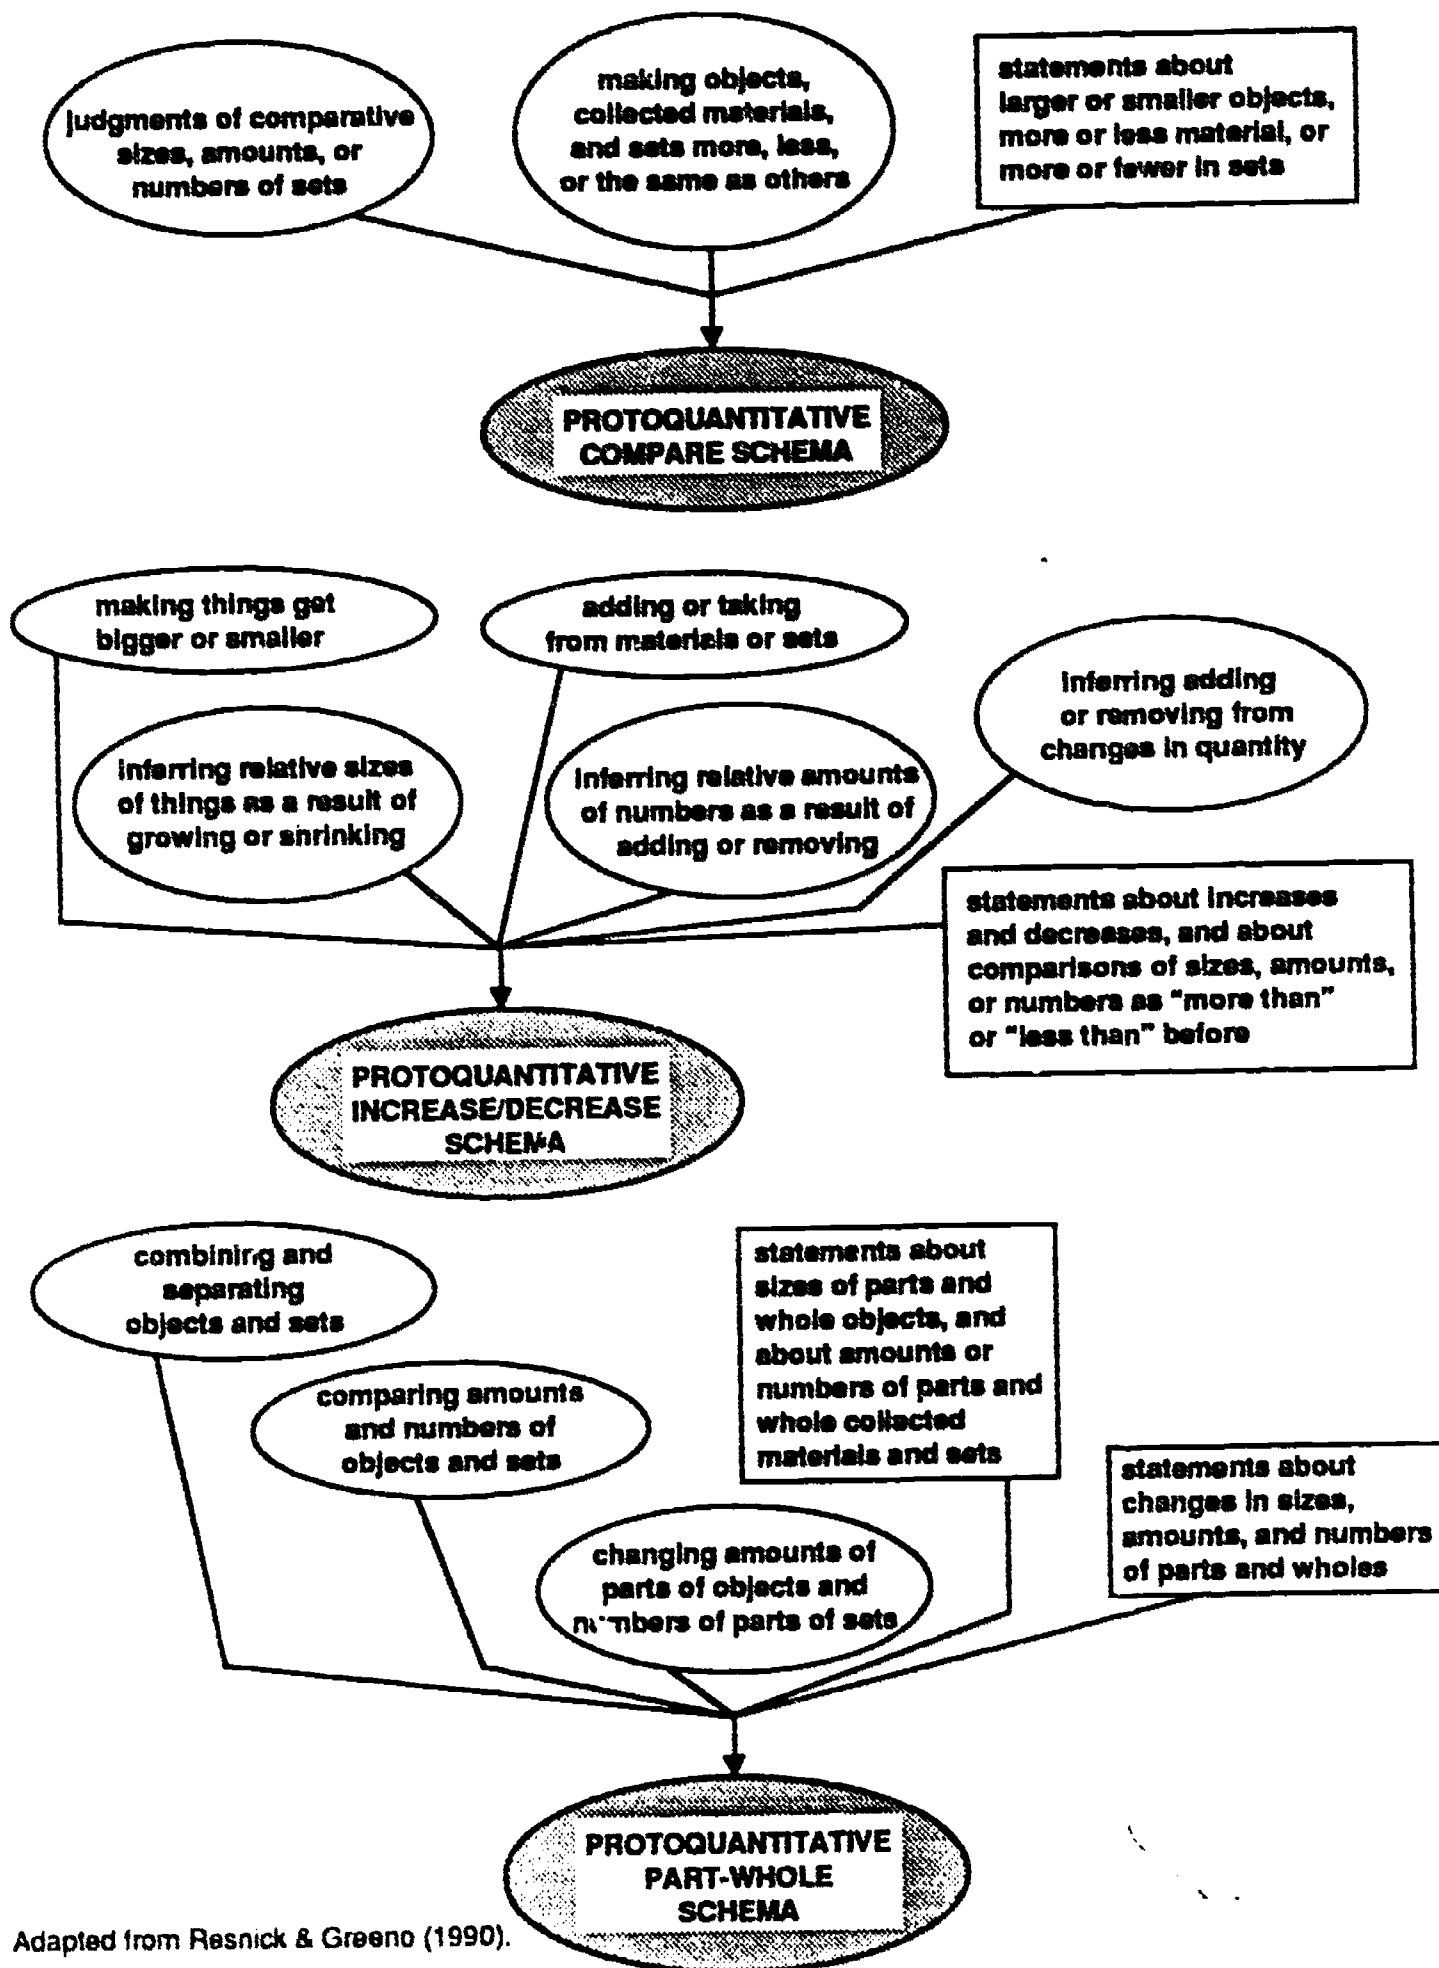 judgments of comparative
sizes, amounts, or
numbers of sets
making objects,
collected materials,
and sets more, less,
or the same as others
statements about
larger or smaller objects,
more or less material, or
more or fewer in sets
PROTOQUANTITATIVE
COMPARE SCHEMA
making things get
bigger or smaller
adding or taking
from materials or sets
inferring adding
or removing from
changes in quantity
inferring relative sizes
of things as a result of
growing or shrinking
inferring relative amounts
of numbers as a result of
adding or removing
statements about increases
and decreases, and about
comparisons of sizes, amounts,
or numbers as "more than"
or "less than" before
PROTOQUANTITATIVE
INCREASE/DECREASE
SCHEMA
combining and
separating
objects and sets
comparing amounts
and numbers of
objects and sets
changing amounts of
parts of objects and
numbers of parts of sets
statements about
sizes of parts and
whole objects, and
about amounts or
numbers of parts and
whole collected
materials and sets
statements about
changes in sizes,
amounts, and numbers
of parts and wholes
PROTOQUANTITATIVE
PART-WHOLE
SCHEMA
Adapted from Resnick & Greeno (1990).